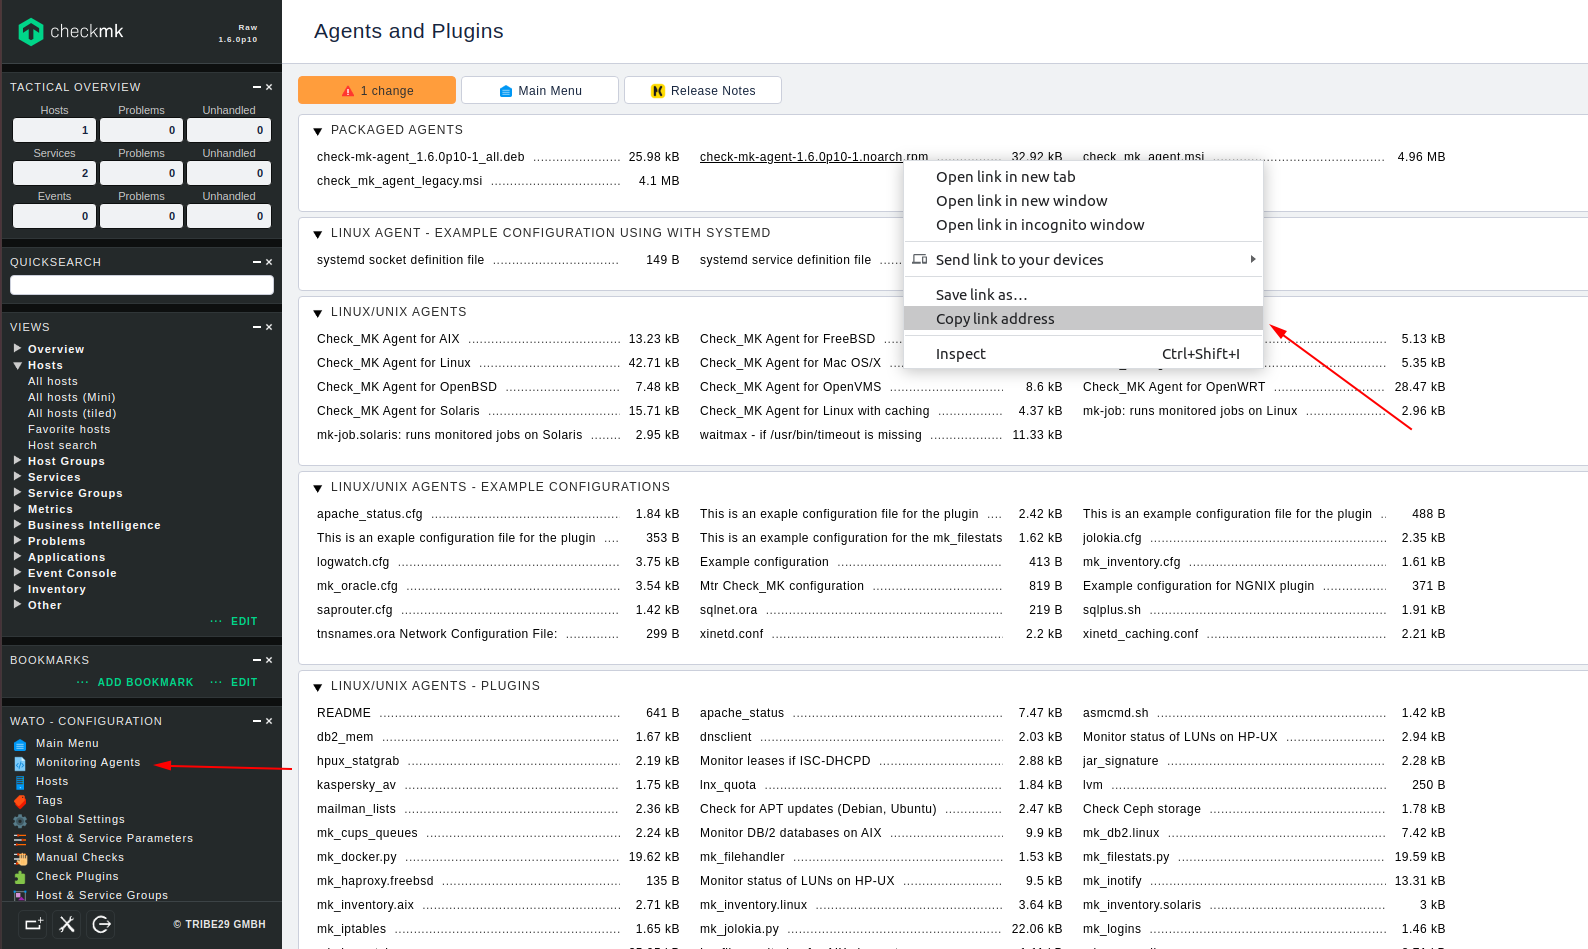 checkmk
Raw
1.6.0p10
TACTICAL OVERVIEW
Hosts Problems Unhandled
1 0 0
Services Problems Unhandled
2 0 0
Events Problems Unhandled
0 0 0
QUICKSEARCH
VIEWS
Overview
Hosts
All hosts
All hosts (Mini)
All hosts (tiled)
Favorite hosts
Host search
Host Groups
Services
Service Groups
Metrics
Business Intelligence
Problems
Applications
Event Console
Inventory
Other
EDIT
BOOKMARKS
ADD BOOKMARK EDIT
WATO - CONFIGURATION
Main Menu
Monitoring Agents
Hosts
Tags
Global Settings
Host & Service Parameters
Manual Checks
Check Plugins
Host & Service Groups
© TRIBE29 GMBH
Agents and Plugins
1 change Main Menu Release Notes
PACKAGED AGENTS
check-mk-agent_1.6.0p10-1_all.deb 25.98 kB check-mk-agent-1.6.0p10-1.noarch.rpm 32.92 kB check_mk_agent.msi 4.96 MB
check_mk_agent_legacy.msi 4.1 MB
Open link in new tab
Open link in new window
Open link in incognito window
Send link to your devices
Save link as…
Copy link address
Inspect Ctrl+Shift+I
LINUX AGENT - EXAMPLE CONFIGURATION USING WITH SYSTEMD
systemd socket definition file 149 B systemd service definition file
LINUX/UNIX AGENTS
Check_MK Agent for AIX 13.23 kB Check_MK Agent for FreeBSD 5.13 kB
Check_MK Agent for Linux 42.71 kB Check_MK Agent for Mac OS/X 5.35 kB
Check_MK Agent for OpenBSD 7.48 kB Check_MK Agent for OpenVMS 8.6 kB Check_MK Agent for OpenWRT 28.47 kB
Check_MK Agent for Solaris 15.71 kB Check_MK Agent for Linux with caching 4.37 kB mk-job: runs monitored jobs on Linux 2.96 kB
mk-job.solaris: runs monitored jobs on Solaris 2.95 kB waitmax - if /usr/bin/timeout is missing 11.33 kB
LINUX/UNIX AGENTS - EXAMPLE CONFIGURATIONS
apache_status.cfg 1.84 kB This is an exaple configuration file for the plugin 2.42 kB This is an example configuration file for the plugin 488 B
This is an exaple configuration file for the plugin 353 B This is an example configuration for the mk_filestats 1.62 kB jolokia.cfg 2.35 kB
logwatch.cfg 3.75 kB Example configuration 413 B mk_inventory.cfg 1.61 kB
mk_oracle.cfg 3.54 kB Mtr Check_MK configuration 819 B Example configuration for NGNIX plugin 371 B
saprouter.cfg 1.42 kB sqlnet.ora 219 B sqlplus.sh 1.91 kB
tnsnames.ora Network Configuration File: 299 B xinetd.conf 2.2 kB xinetd_caching.conf 2.21 kB
LINUX/UNIX AGENTS - PLUGINS
README 641 B apache_status 7.47 kB asmcmd.sh 1.42 kB
db2_mem 1.67 kB dnsclient 2.03 kB Monitor status of LUNs on HP-UX 2.94 kB
hpux_statgrab 2.19 kB Monitor leases if ISC-DHCPD 2.88 kB jar_signature 2.28 kB
kaspersky_av 1.75 kB lnx_quota 1.84 kB lvm 250 B
mailman_lists 2.36 kB Check for APT updates (Debian, Ubuntu) 2.47 kB Check Ceph storage 1.78 kB
mk_cups_queues 2.24 kB Monitor DB/2 databases on AIX 9.9 kB mk_db2.linux 7.42 kB
mk_docker.py 19.62 kB mk_filehandler 1.53 kB mk_filestats.py 19.59 kB
mk_haproxy.freebsd 135 B Monitor status of LUNs on HP-UX 9.5 kB mk_inotify 13.31 kB
mk_inventory.aix 2.71 kB mk_inventory.linux 3.64 kB mk_inventory.solaris 3 kB
mk_iptables 1.65 kB mk_jolokia.py 22.06 kB mk_logins 1.46 kB